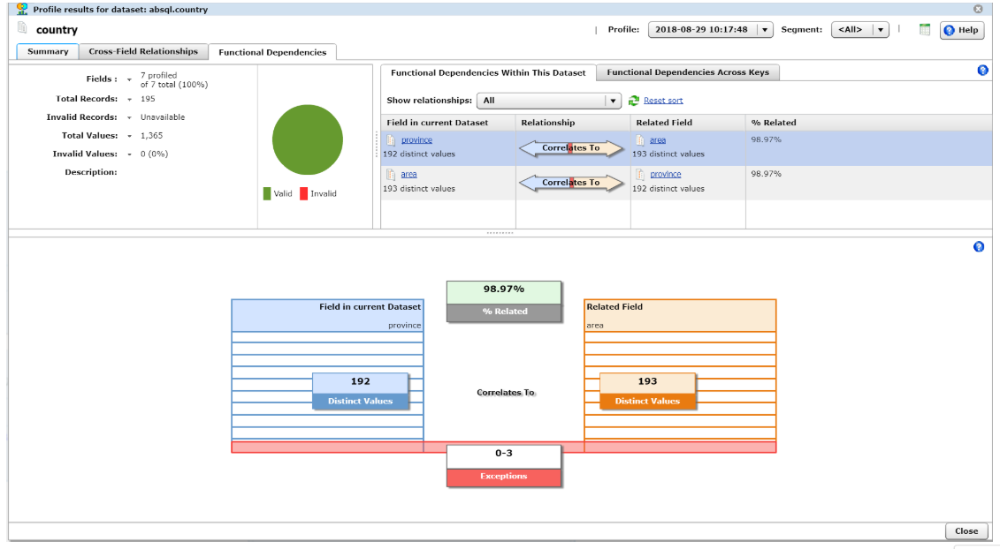 Profile results for dataset: absql.country
country
Profile: 2018-08-29 10:17:48 Segment: <All> Help
Summary Cross-Field Relationships Functional Dependencies
Fields : 7 profiled
of 7 total (100%)
Total Records: 195
Invalid Records: Unavailable
Total Values: 1,365
Invalid Values: 0 (0%)
Description:
Valid Invalid
Functional Dependencies Within This Dataset Functional Dependencies Across Keys
Show relationships: All Reset sort
Field in current Dataset Relationship Related Field % Related
province Correlates To area 98.97%
192 distinct values 193 distinct values
area Correlates To province 98.97%
193 distinct values 192 distinct values
98.97%
% Related
Field in current Dataset
province
Related Field
area
192
Distinct Values
Correlates To
193
Distinct Values
0-3
Exceptions
Close